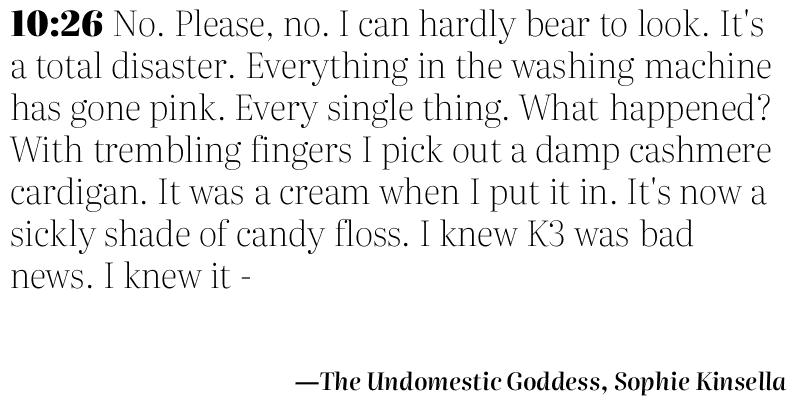 10:26 No. Please, no. I can hardly bear to look. It's
a total disaster. Everything in the washing machine
has gone pink. Every single thing. What happened?
With trembling fingers I pick out a damp cashmere
cardigan. It was a cream when I put it in. It's now a
sickly shade of candy floss. I knew K3 was bad
news. I knew it -
—The Undomestic Goddess, Sophie Kinsella